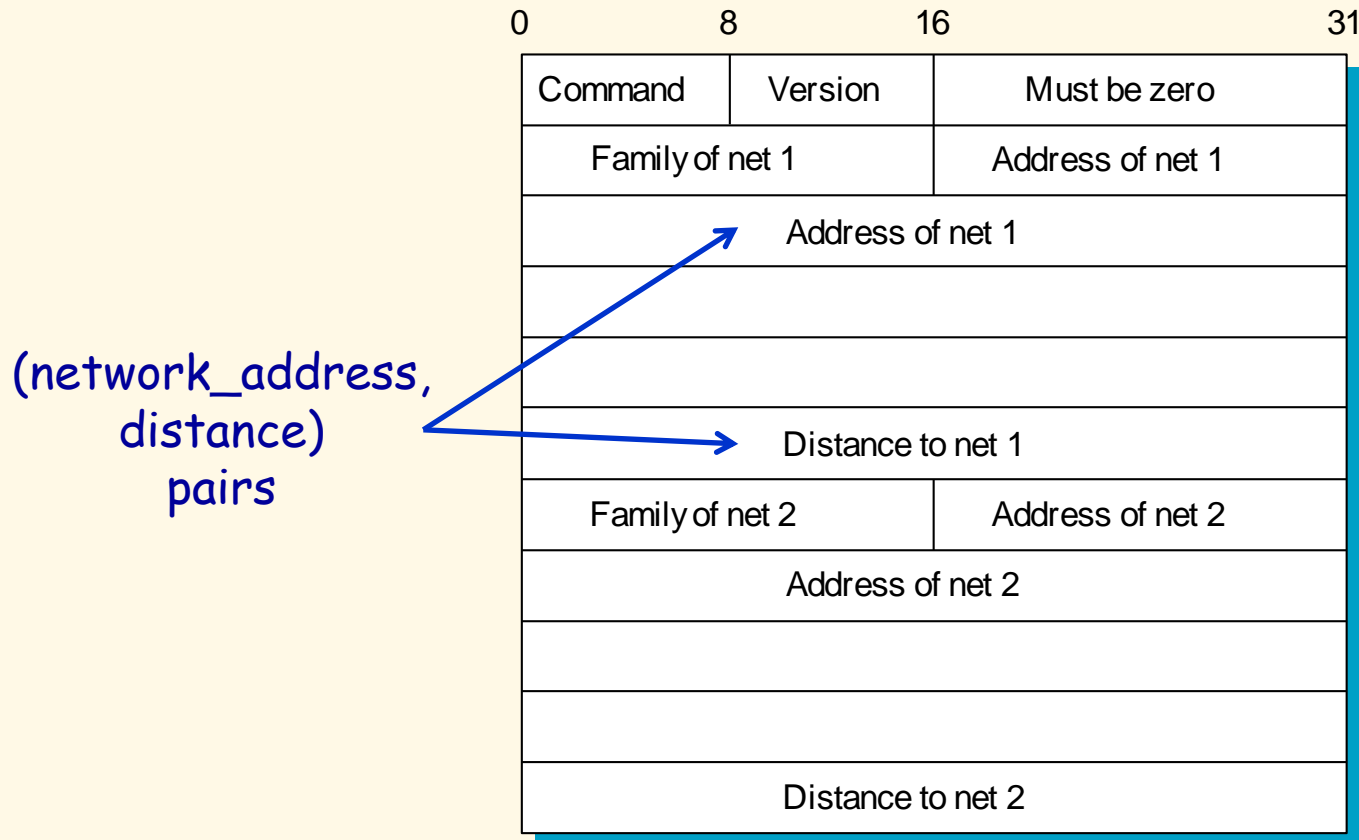 0 8 16 31
Command Version Must be zero
Family of net 1 Address of net 1
Address of net 1
(network_address,
distance)
pairs
Distance to net 1
Family of net 2 Address of net 2
Address of net 2
Distance to net 2